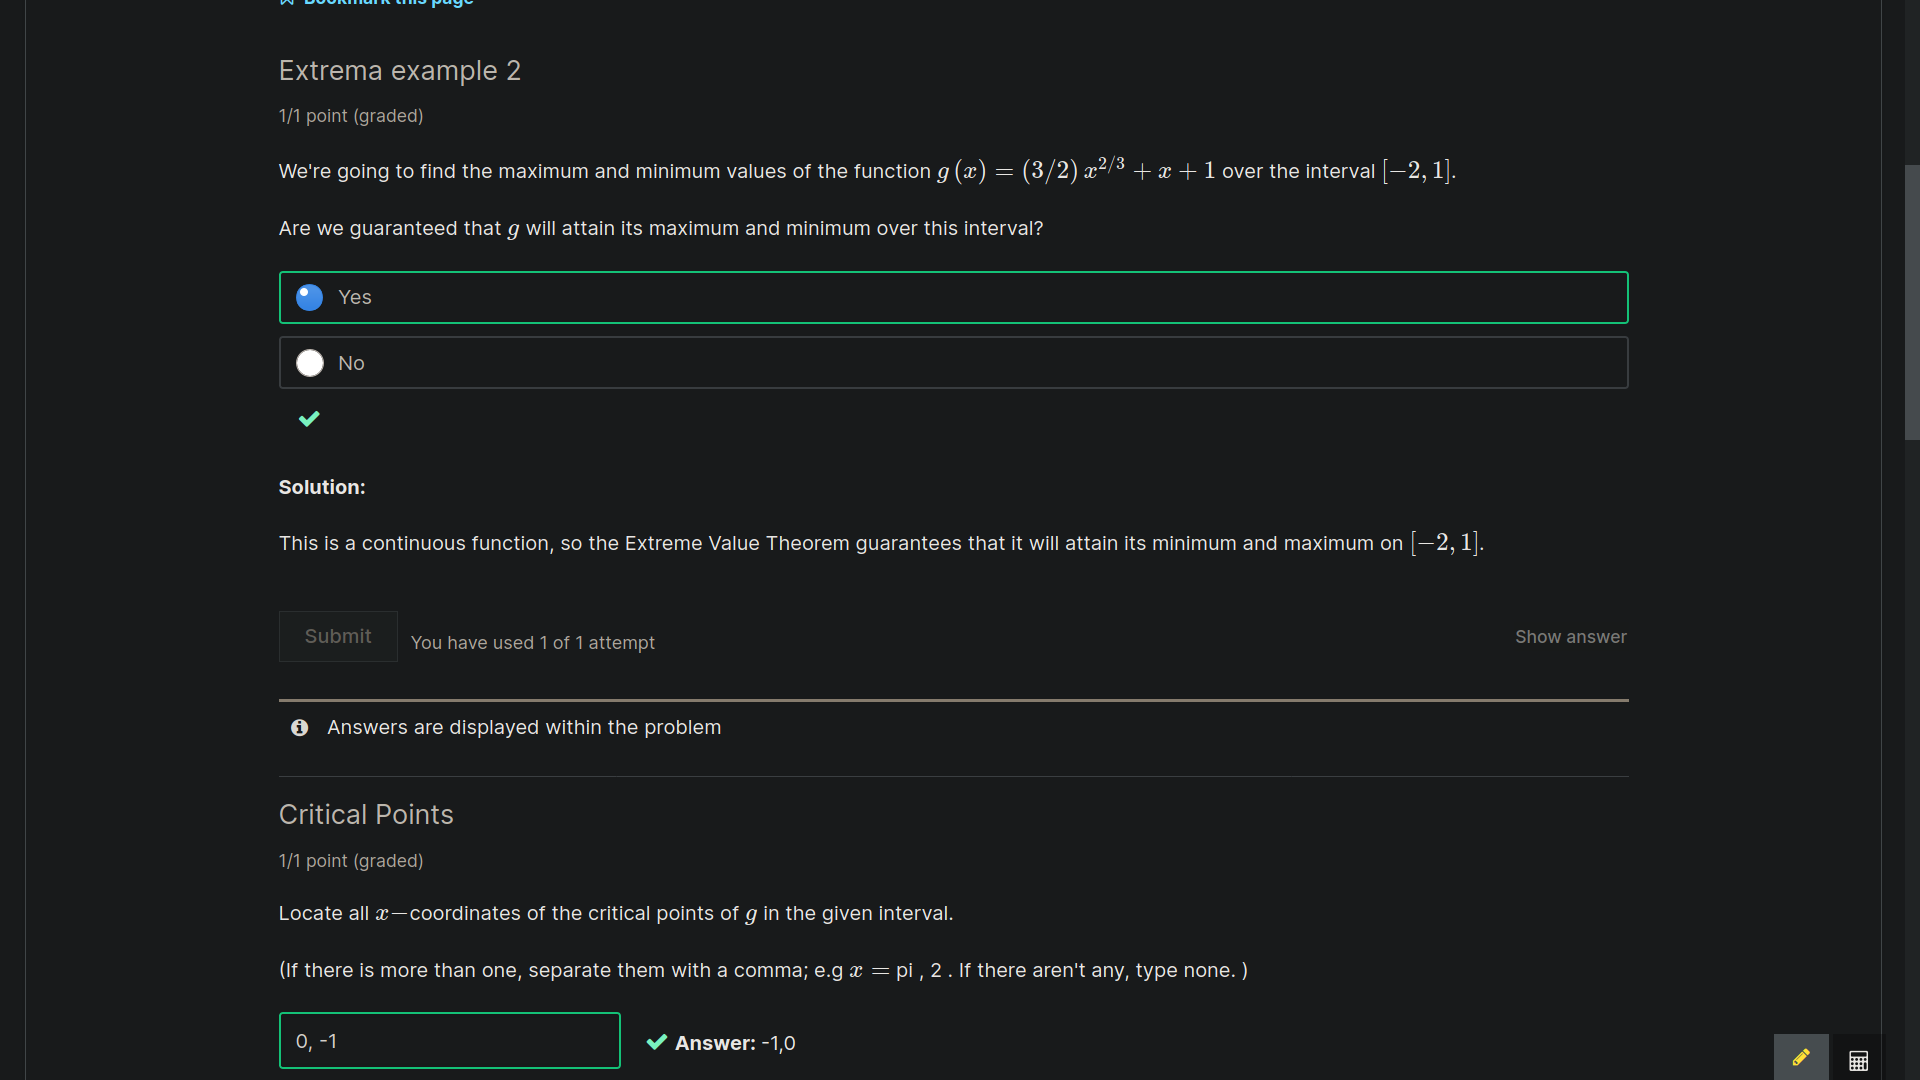 Bookmark this page
Extrema example 2
1/1 point (graded)
We're going to find the maximum and minimum values of the function g (x) = (3/2) x^{2/3} + x + 1 over the interval [−2, 1].
Are we guaranteed that g will attain its maximum and minimum over this interval?
Yes
No
Solution:
This is a continuous function, so the Extreme Value Theorem guarantees that it will attain its minimum and maximum on [−2, 1].
Submit
You have used 1 of 1 attempt
Show answer
Answers are displayed within the problem
Critical Points
1/1 point (graded)
Locate all x−coordinates of the critical points of g in the given interval.
(If there is more than one, separate them with a comma; e.g x = pi , 2 . If there aren't any, type none. )
0, -1
Answer: -1,0